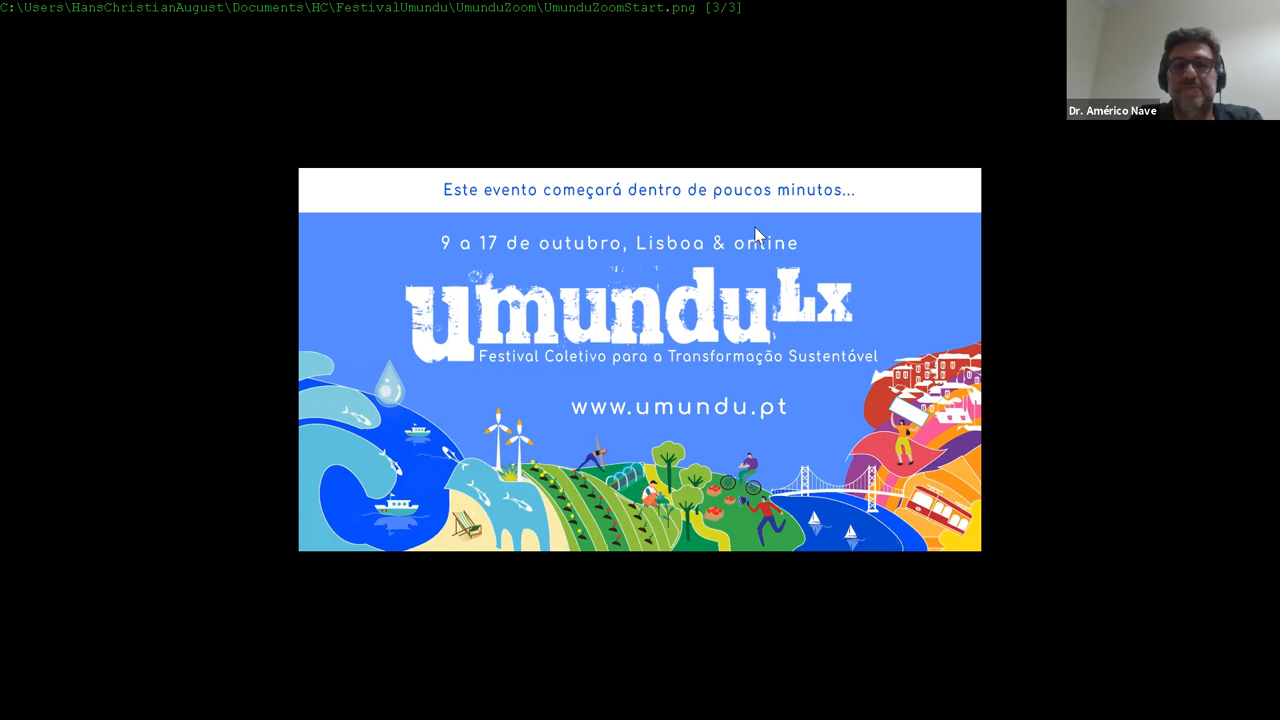 C:\Users\HansChristianAugust\Documents\HC\FestivalUmundu\UmunduZoom\UmunduZoomStart.png [3/3]
Dr. Américo Nave
Este evento começará dentro de poucos minutos...
9 a 17 de outubro, Lisboa & online
umundu Lx
Festival Coletivo para a Transformação Sustentável
www.umundu.pt